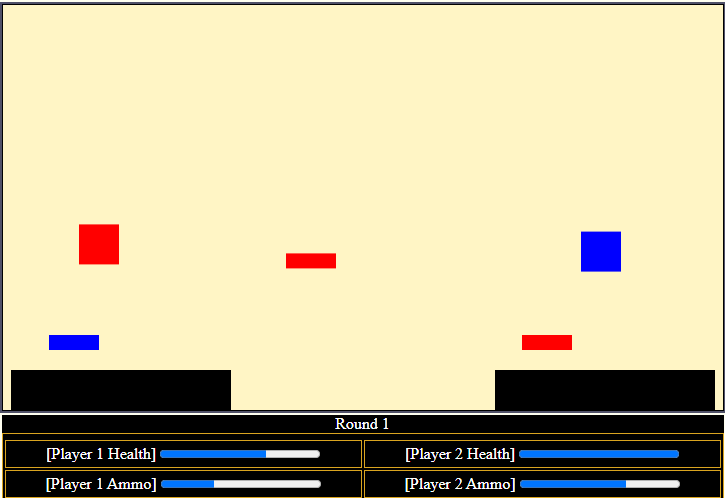 Round 1
[Player 1 Health] [Player 2 Health]
[Player 1 Ammo] [Player 2 Ammo]